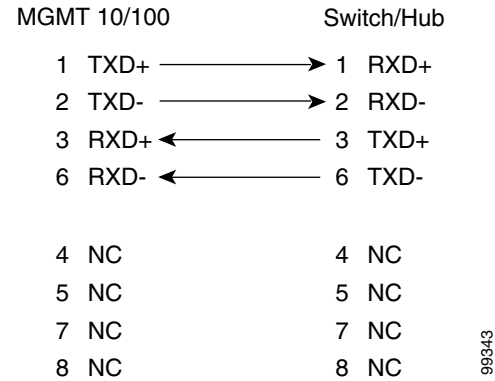 MGMT 10/100 Switch/Hub
1 TXD+ 1 RXD+
2 TXD- 2 RXD-
3 RXD+ 3 TXD+
6 RXD- 6 TXD-
4 NC 4 NC
5 NC 5 NC
7 NC 7 NC
8 NC 8 NC
99343